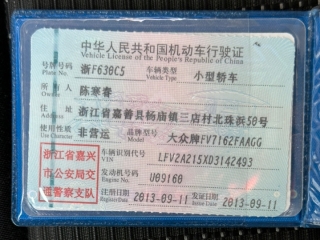 中华人民共和国机动车行驶证
Vehicle License of the People's Republic of China
号牌号码 浙F630C5 车辆类型 小型轿车
Plate No. Vehicle Type
所有人 陈寒睿
Owner
住址 浙江省嘉善县杨庙镇三店村北珠浜50号
Address
使用性质 非营运 品牌型号 大众牌FV7162FAAGG
Use Character Model
浙江省嘉兴
市公安局交
通警察支队
车辆识别代号 LFV2A215XD3142493
VIN
发动机号码 U09160
Engine No.
注册日期 2013-09-11 发证日期 2013-09-11
Register Date Issue Date